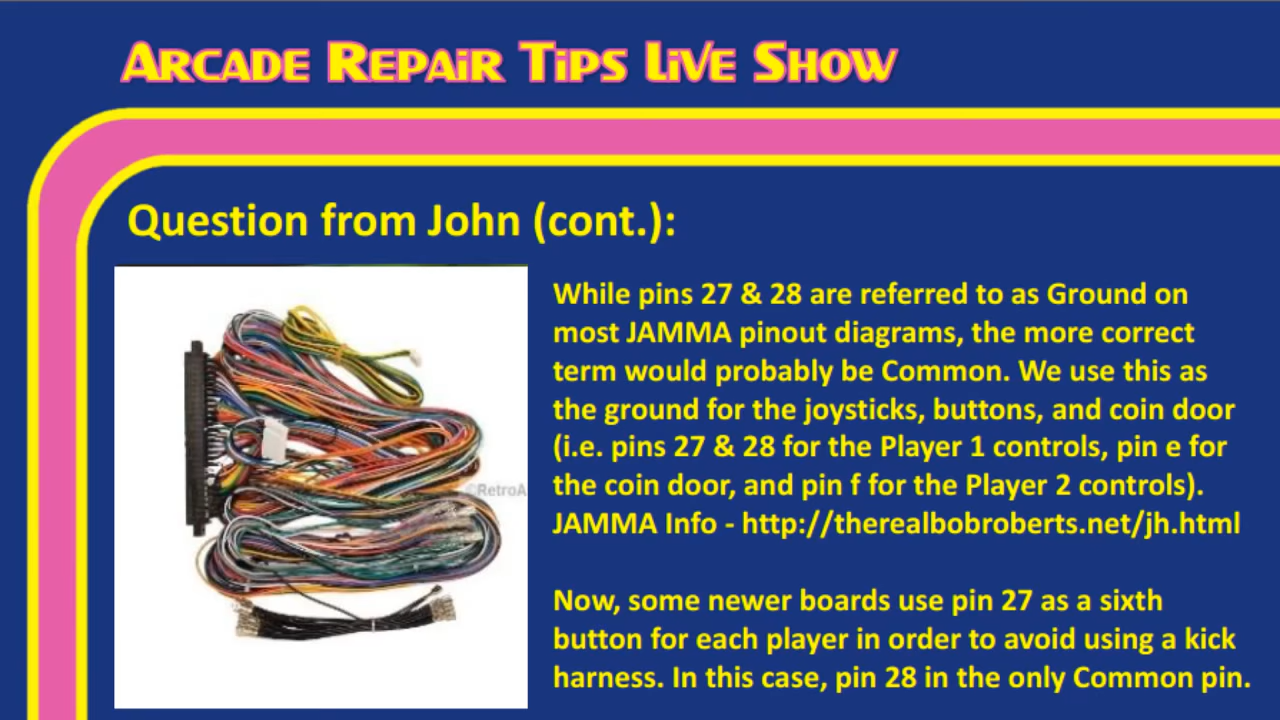 ARCADE REPAIR TIPS LIVE SHOW
Question from John (cont.):
While pins 27 & 28 are referred to as Ground on
most JAMMA pinout diagrams, the more correct
term would probably be Common. We use this as
the ground for the joysticks, buttons, and coin door
(i.e. pins 27 & 28 for the Player 1 controls, pin e for
the coin door, and pin f for the Player 2 controls).
JAMMA Info - http://therealbobroberts.net/jh.html
Now, some newer boards use pin 27 as a sixth
button for each player in order to avoid using a kick
harness. In this case, pin 28 in the only Common pin.
©RetroA